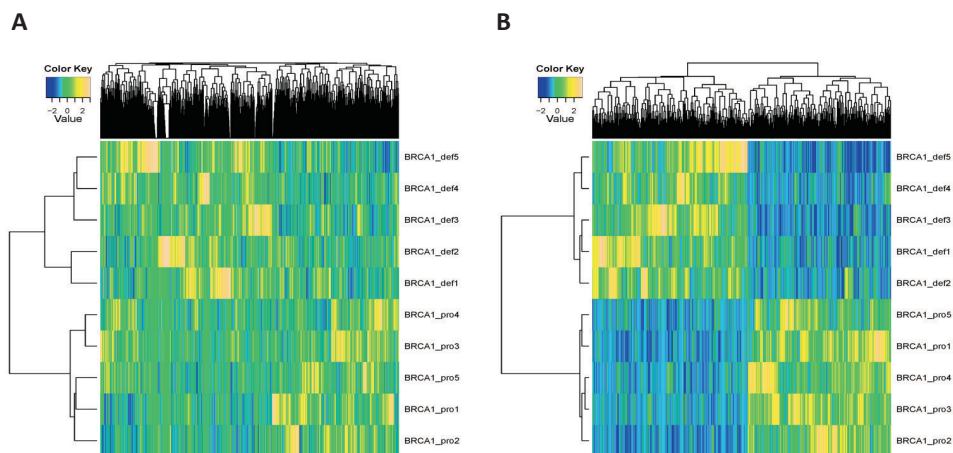 A
B
Color Key
−2 0 2
Value
BRCA1_def5
BRCA1_def4
BRCA1_def3
BRCA1_def2
BRCA1_def1
BRCA1_pro4
BRCA1_pro3
BRCA1_pro5
BRCA1_pro1
BRCA1_pro2
Color Key
−2 0 2
Value
BRCA1_def5
BRCA1_def4
BRCA1_def3
BRCA1_def1
BRCA1_def2
BRCA1_pro5
BRCA1_pro1
BRCA1_pro4
BRCA1_pro3
BRCA1_pro2